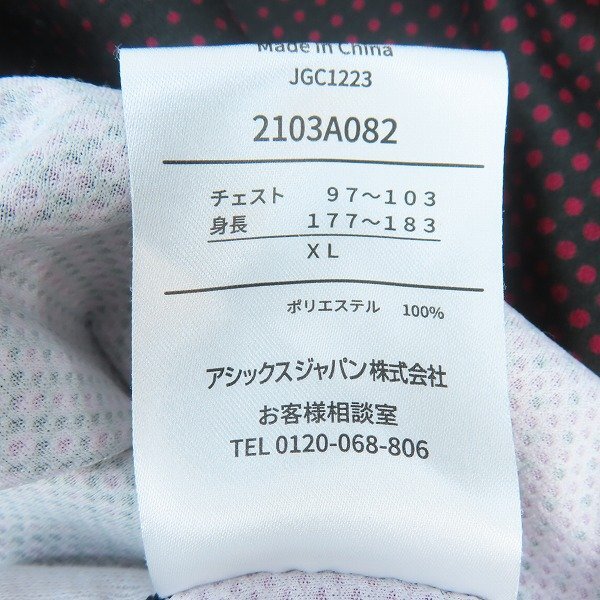 Made in China
JGC1223
2103A082
チェスト 97～103
身長 177～183
XL
ポリエステル 100%
アシックスジャパン株式会社
お客様相談室
TEL 0120-068-806